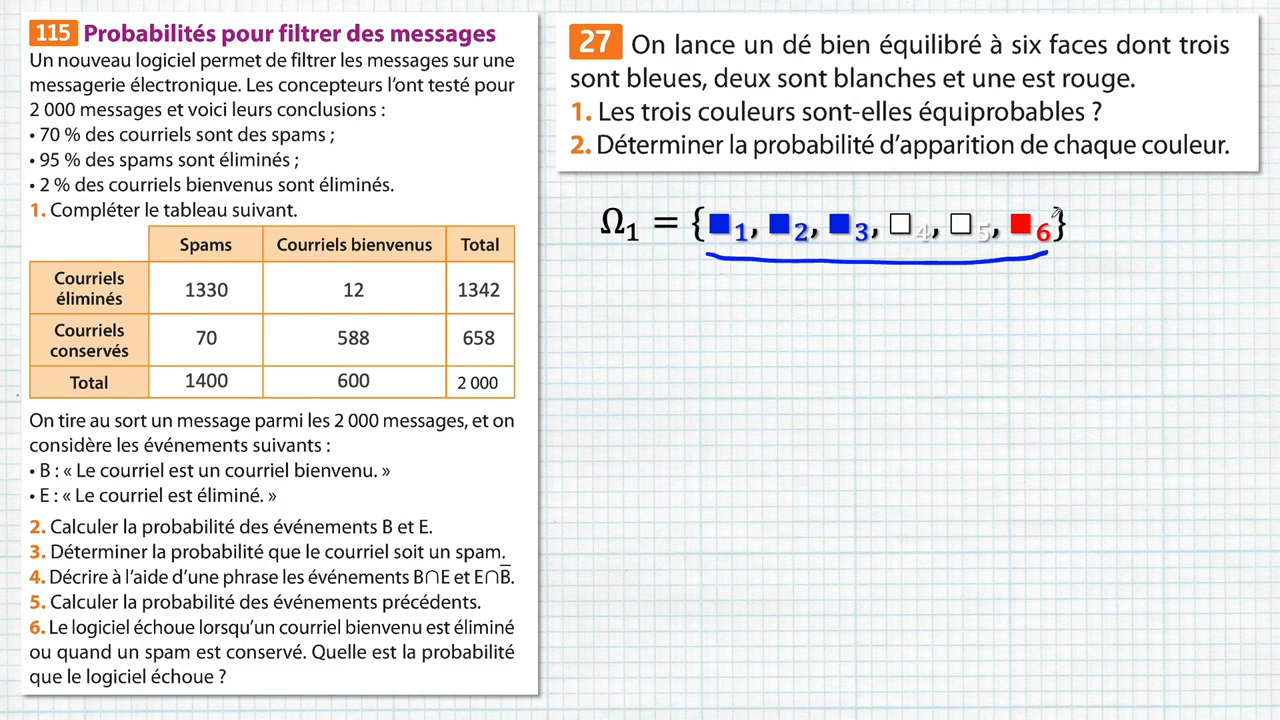 115 Probabilités pour filtrer des messages
Un nouveau logiciel permet de filtrer les messages sur une
messagerie électronique. Les concepteurs l'ont testé pour
2 000 messages et voici leurs conclusions :
• 70 % des courriels sont des spams ;
• 95 % des spams sont éliminés ;
• 2 % des courriels bienvenus sont éliminés.
1. Compléter le tableau suivant.
Spams Courriels bienvenus Total
Courriels
éliminés 1330 12 1342
Courriels
conservés 70 588 658
Total 1400 600 2 000
On tire au sort un message parmi les 2 000 messages, et on
considère les événements suivants :
• B : « Le courriel est un courriel bienvenu. »
• E : « Le courriel est éliminé. »
2. Calculer la probabilité des événements B et E.
3. Déterminer la probabilité que le courriel soit un spam.
4. Décrire à l'aide d'une phrase les événements B∩E et E∩B̅.
5. Calculer la probabilité des événements précédents.
6. Le logiciel échoue lorsqu'un courriel bienvenu est éliminé
ou quand un spam est conservé. Quelle est la probabilité
que le logiciel échoue ?
27 On lance un dé bien équilibré à six faces dont trois
sont bleues, deux sont blanches et une est rouge.
1. Les trois couleurs sont-elles équiprobables ?
2. Déterminer la probabilité d'apparition de chaque couleur.
Ω₁ = {■₁, ■₂, ■₃, □₄, □₅, ■₆}